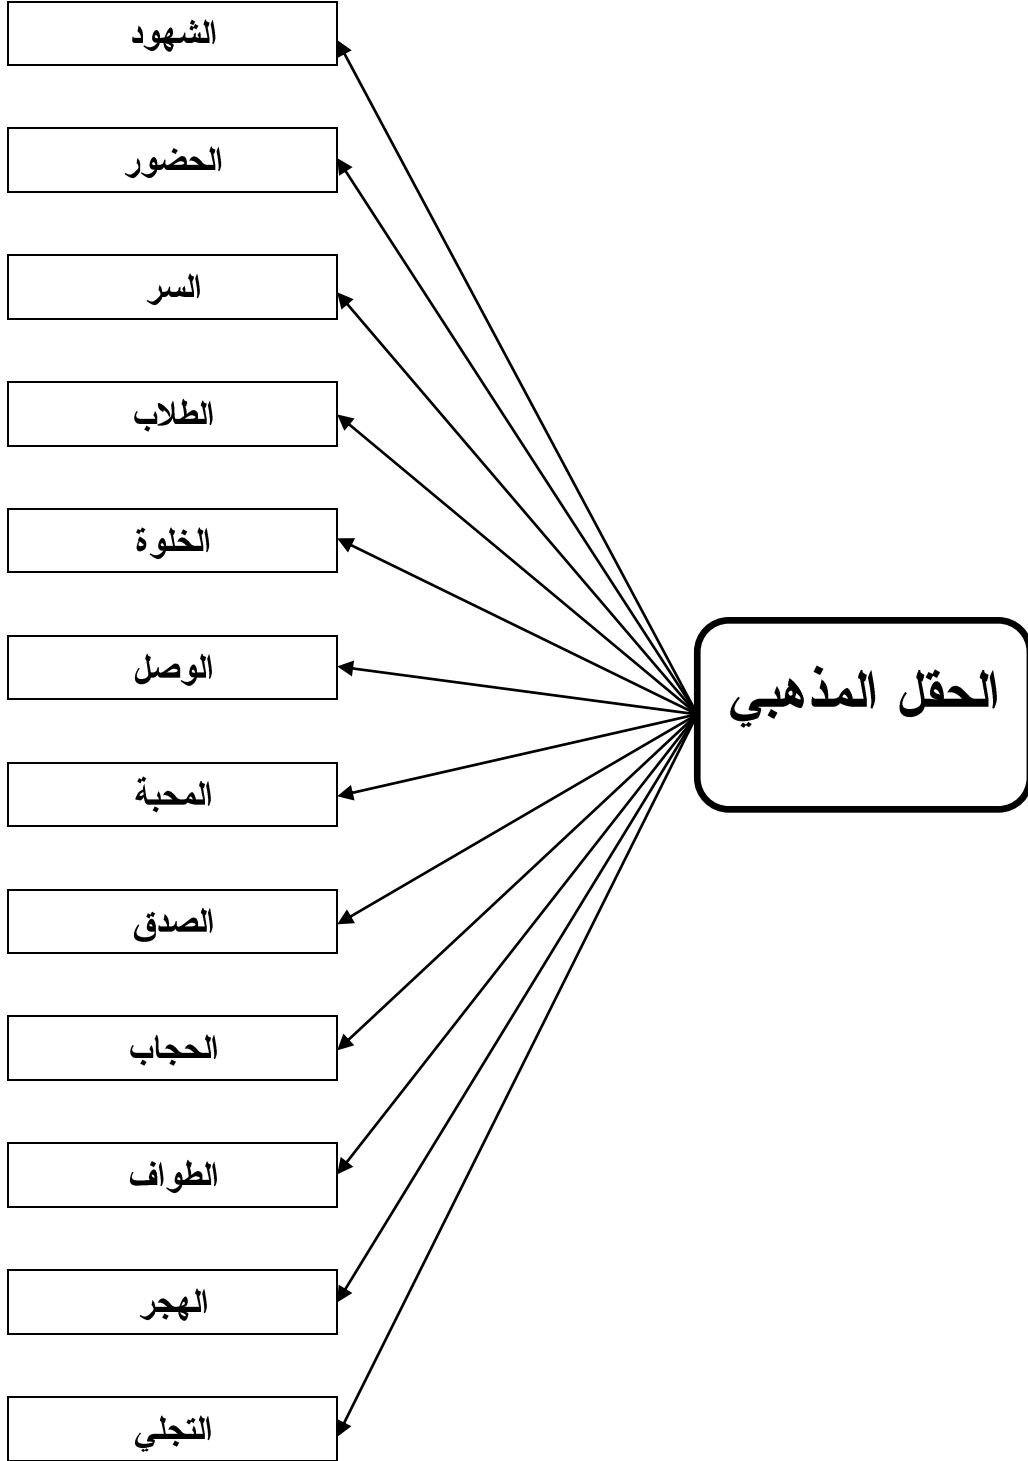 الشهود
الحضور
السر
الطلاب
الخلوة
الوصل
الحقل المذهبي
المحبة
الصدق
الحجاب
الطواف
الهجر
التجلي